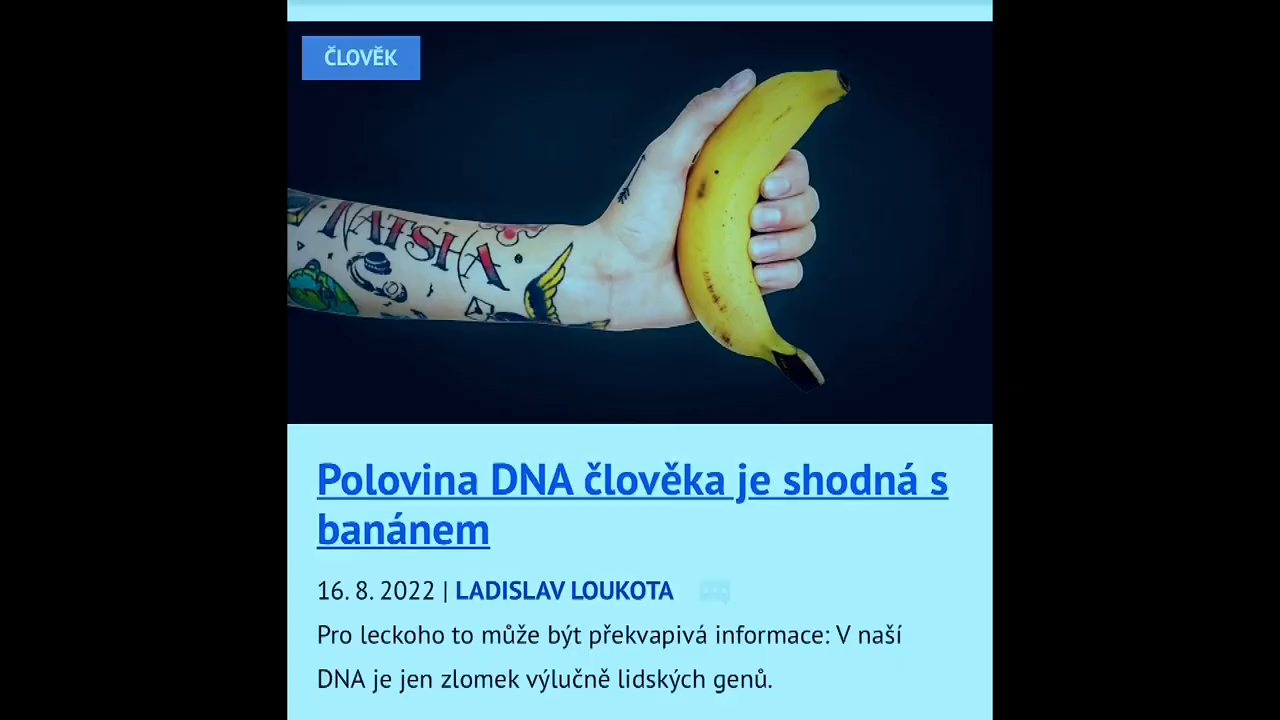 ČLOVĚK
NATSHA
Polovina DNA člověka je shodná s
banánem
16. 8. 2022 | LADISLAV LOUKOTA
Pro leckoho to může být překvapivá informace: V naší
DNA je jen zlomek výlučně lidských genů.